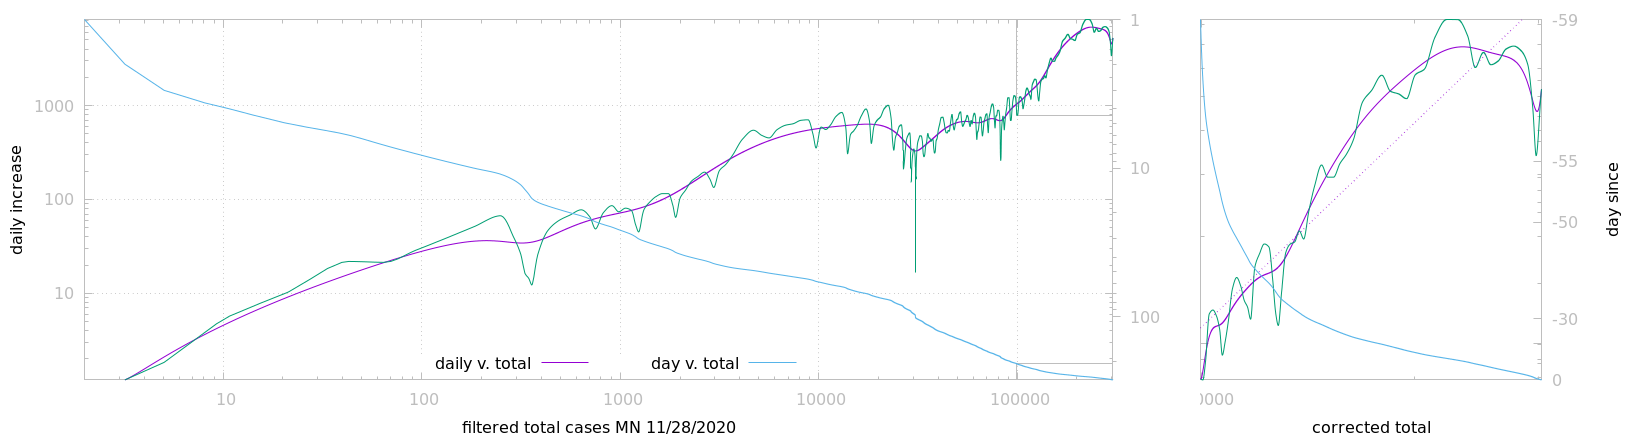 1
-59
1000
daily increase
10
-55
day since
100
-50
10
100
-30
daily v. total
day v. total
0
10
100
1000
10000
100000
0000
filtered total cases MN 11/28/2020
corrected total